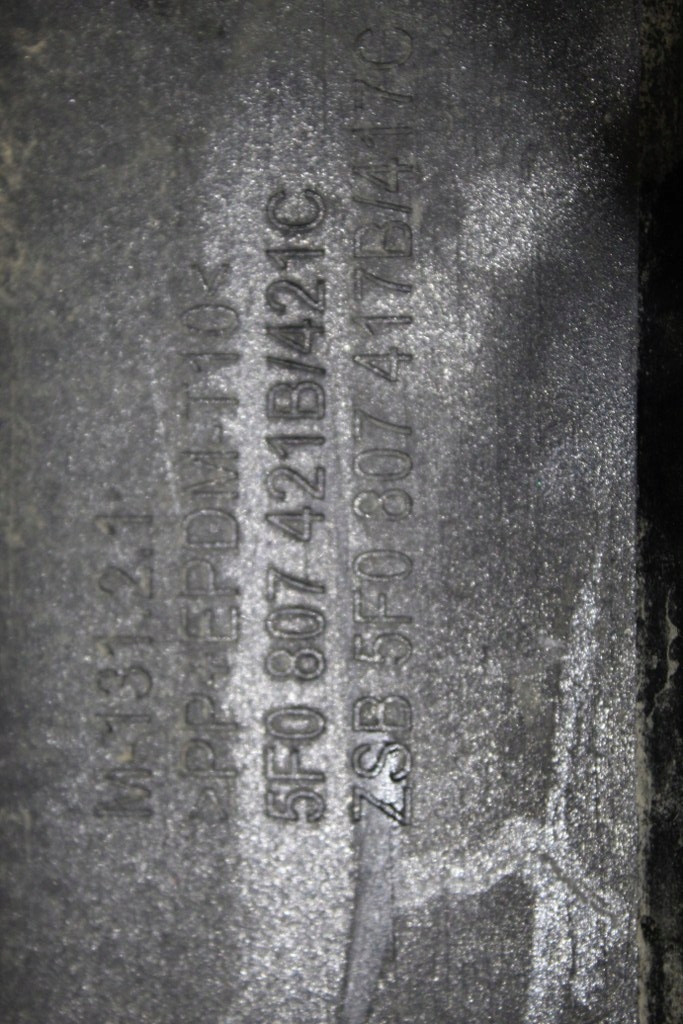 M-131.2.1
>PP+EPDM-T10<
5F0 807 421B/421C
ZSB 5F0 807 417B/417C